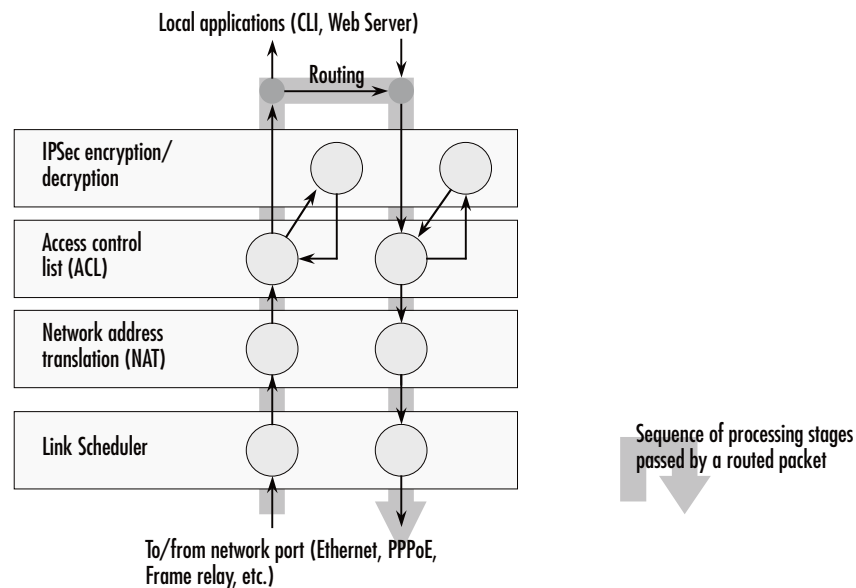 Local applications (CLI, Web Server)
Routing
IPSec encryption/
decryption
Access control
list (ACL)
Network address
translation (NAT)
Link Scheduler
Sequence of processing stages
passed by a routed packet
To/from network port (Ethernet, PPPoE,
Frame relay, etc.)